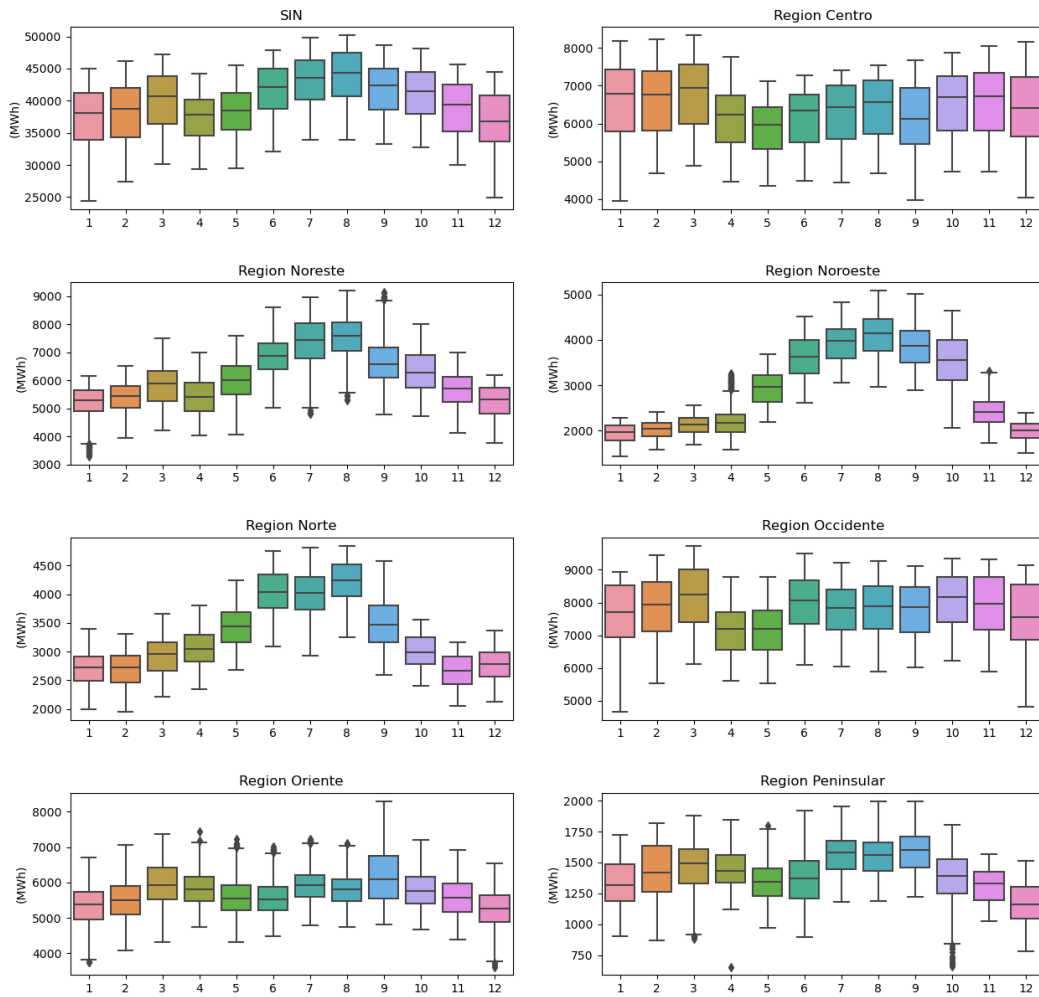 SIN
50000
45000
40000
35000
30000
25000
(MWh)
1 2 3 4 5 6 7 8 9 10 11 12
Region Centro
8000
7000
6000
5000
4000
(MWh)
1 2 3 4 5 6 7 8 9 10 11 12
Region Noreste
9000
8000
7000
6000
5000
4000
3000
(MWh)
1 2 3 4 5 6 7 8 9 10 11 12
Region Noroeste
5000
4000
3000
2000
(MWh)
1 2 3 4 5 6 7 8 9 10 11 12
Region Norte
4500
4000
3500
3000
2500
2000
(MWh)
1 2 3 4 5 6 7 8 9 10 11 12
Region Occidente
9000
8000
7000
6000
5000
(MWh)
1 2 3 4 5 6 7 8 9 10 11 12
Region Oriente
8000
7000
6000
5000
4000
(MWh)
1 2 3 4 5 6 7 8 9 10 11 12
Region Peninsular
2000
1750
1500
1250
1000
750
(MWh)
1 2 3 4 5 6 7 8 9 10 11 12